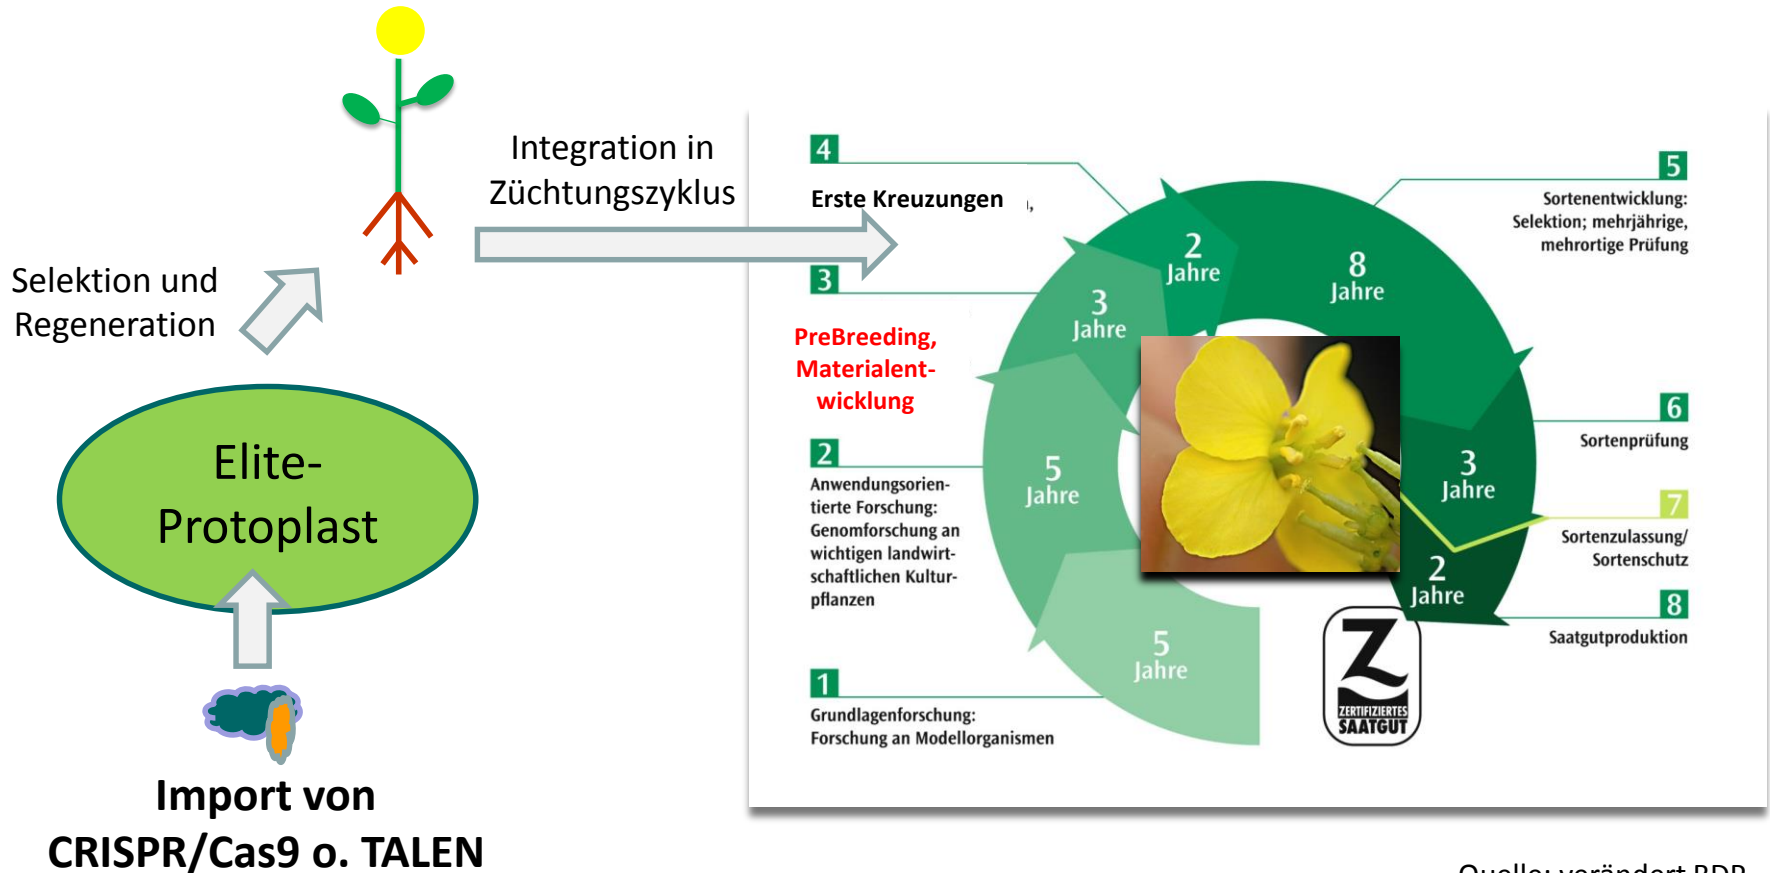 Integration in
Züchtungszyklus
Selektion und
Regeneration
Elite-
Protoplast
Import von
CRISPR/Cas9 o. TALEN
4
Erste Kreuzungen
3
PreBreeding,
Materialent-
wicklung
2
Anwendungsorien-
tierte Forschung:
Genomforschung an
wichtigen landwirt-
schaftlichen Kultur-
pflanzen
1
Grundlagenforschung:
Forschung an Modellorganismen
5
Jahre
5
Jahre
3
Jahre
2
Jahre
8
Jahre
3
Jahre
2
Jahre
5
Sortenentwicklung:
Selektion; mehrjährige,
mehrortige Prüfung
6
Sortenprüfung
7
Sortenzulassung/
Sortenschutz
8
Saatgutproduktion
Z
ZERTIFIZIERTES
SAATGUT
Quelle: verändert BDP